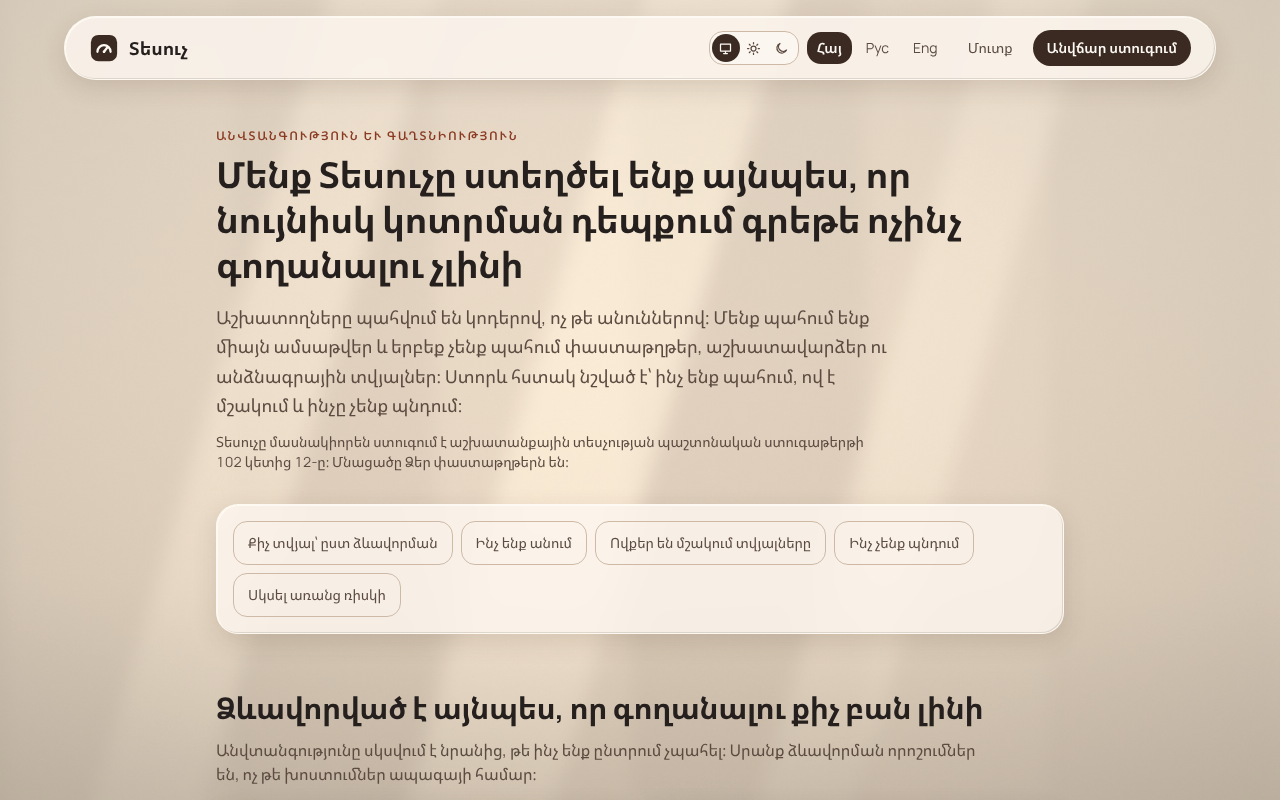 Տեսուչ
Հայ Рус Eng Մուտք Անվճար ստուգում
ԱՆՎՏԱՆԳՈՒԹՅՈՒՆ ԵՒ ԳԱՂՏՆԻՈՒԹՅՈՒՆ
Մենք Տեսուչը ստեղծել ենք այնպես, որ
նույնիսկ կոտրման դեպքում գրեթե ոչինչ
գողանալու չլինի
Աշխատողները պահվում են կոդերով, ոչ թե անուններով: Մենք պահում ենք
միայն ամսաթվեր և երբեք չենք պահում փաստաթղթեր, աշխատավարձեր ու
անձնագրային տվյալներ: Ստորև հստակ նշված է՝ ինչ ենք պահում, ով է
մշակում և ինչը չենք պնդում:
Տեսուչը մասնակիորեն ստուգում է աշխատանքային տեսչության պաշտոնական ստուգաթերթի
102 կետից 12-ը: Մնացածը Ձեր փաստաթղթերն են:
Քիչ տվյալ՝ ըստ ձևավորման
Ինչ ենք անում
Ովքեր են մշակում տվյալները
Ինչ չենք պնդում
Սկսել առանց ռիսկի
Ձևավորված է այնպես, որ գողանալու քիչ բան լինի
Անվտանգությունը սկսվում է նրանից, թե ինչ ենք ընտրում չպահել: Սրանք ձևավորման որոշումներ
են, ոչ թե խոստումներ ապագայի համար: